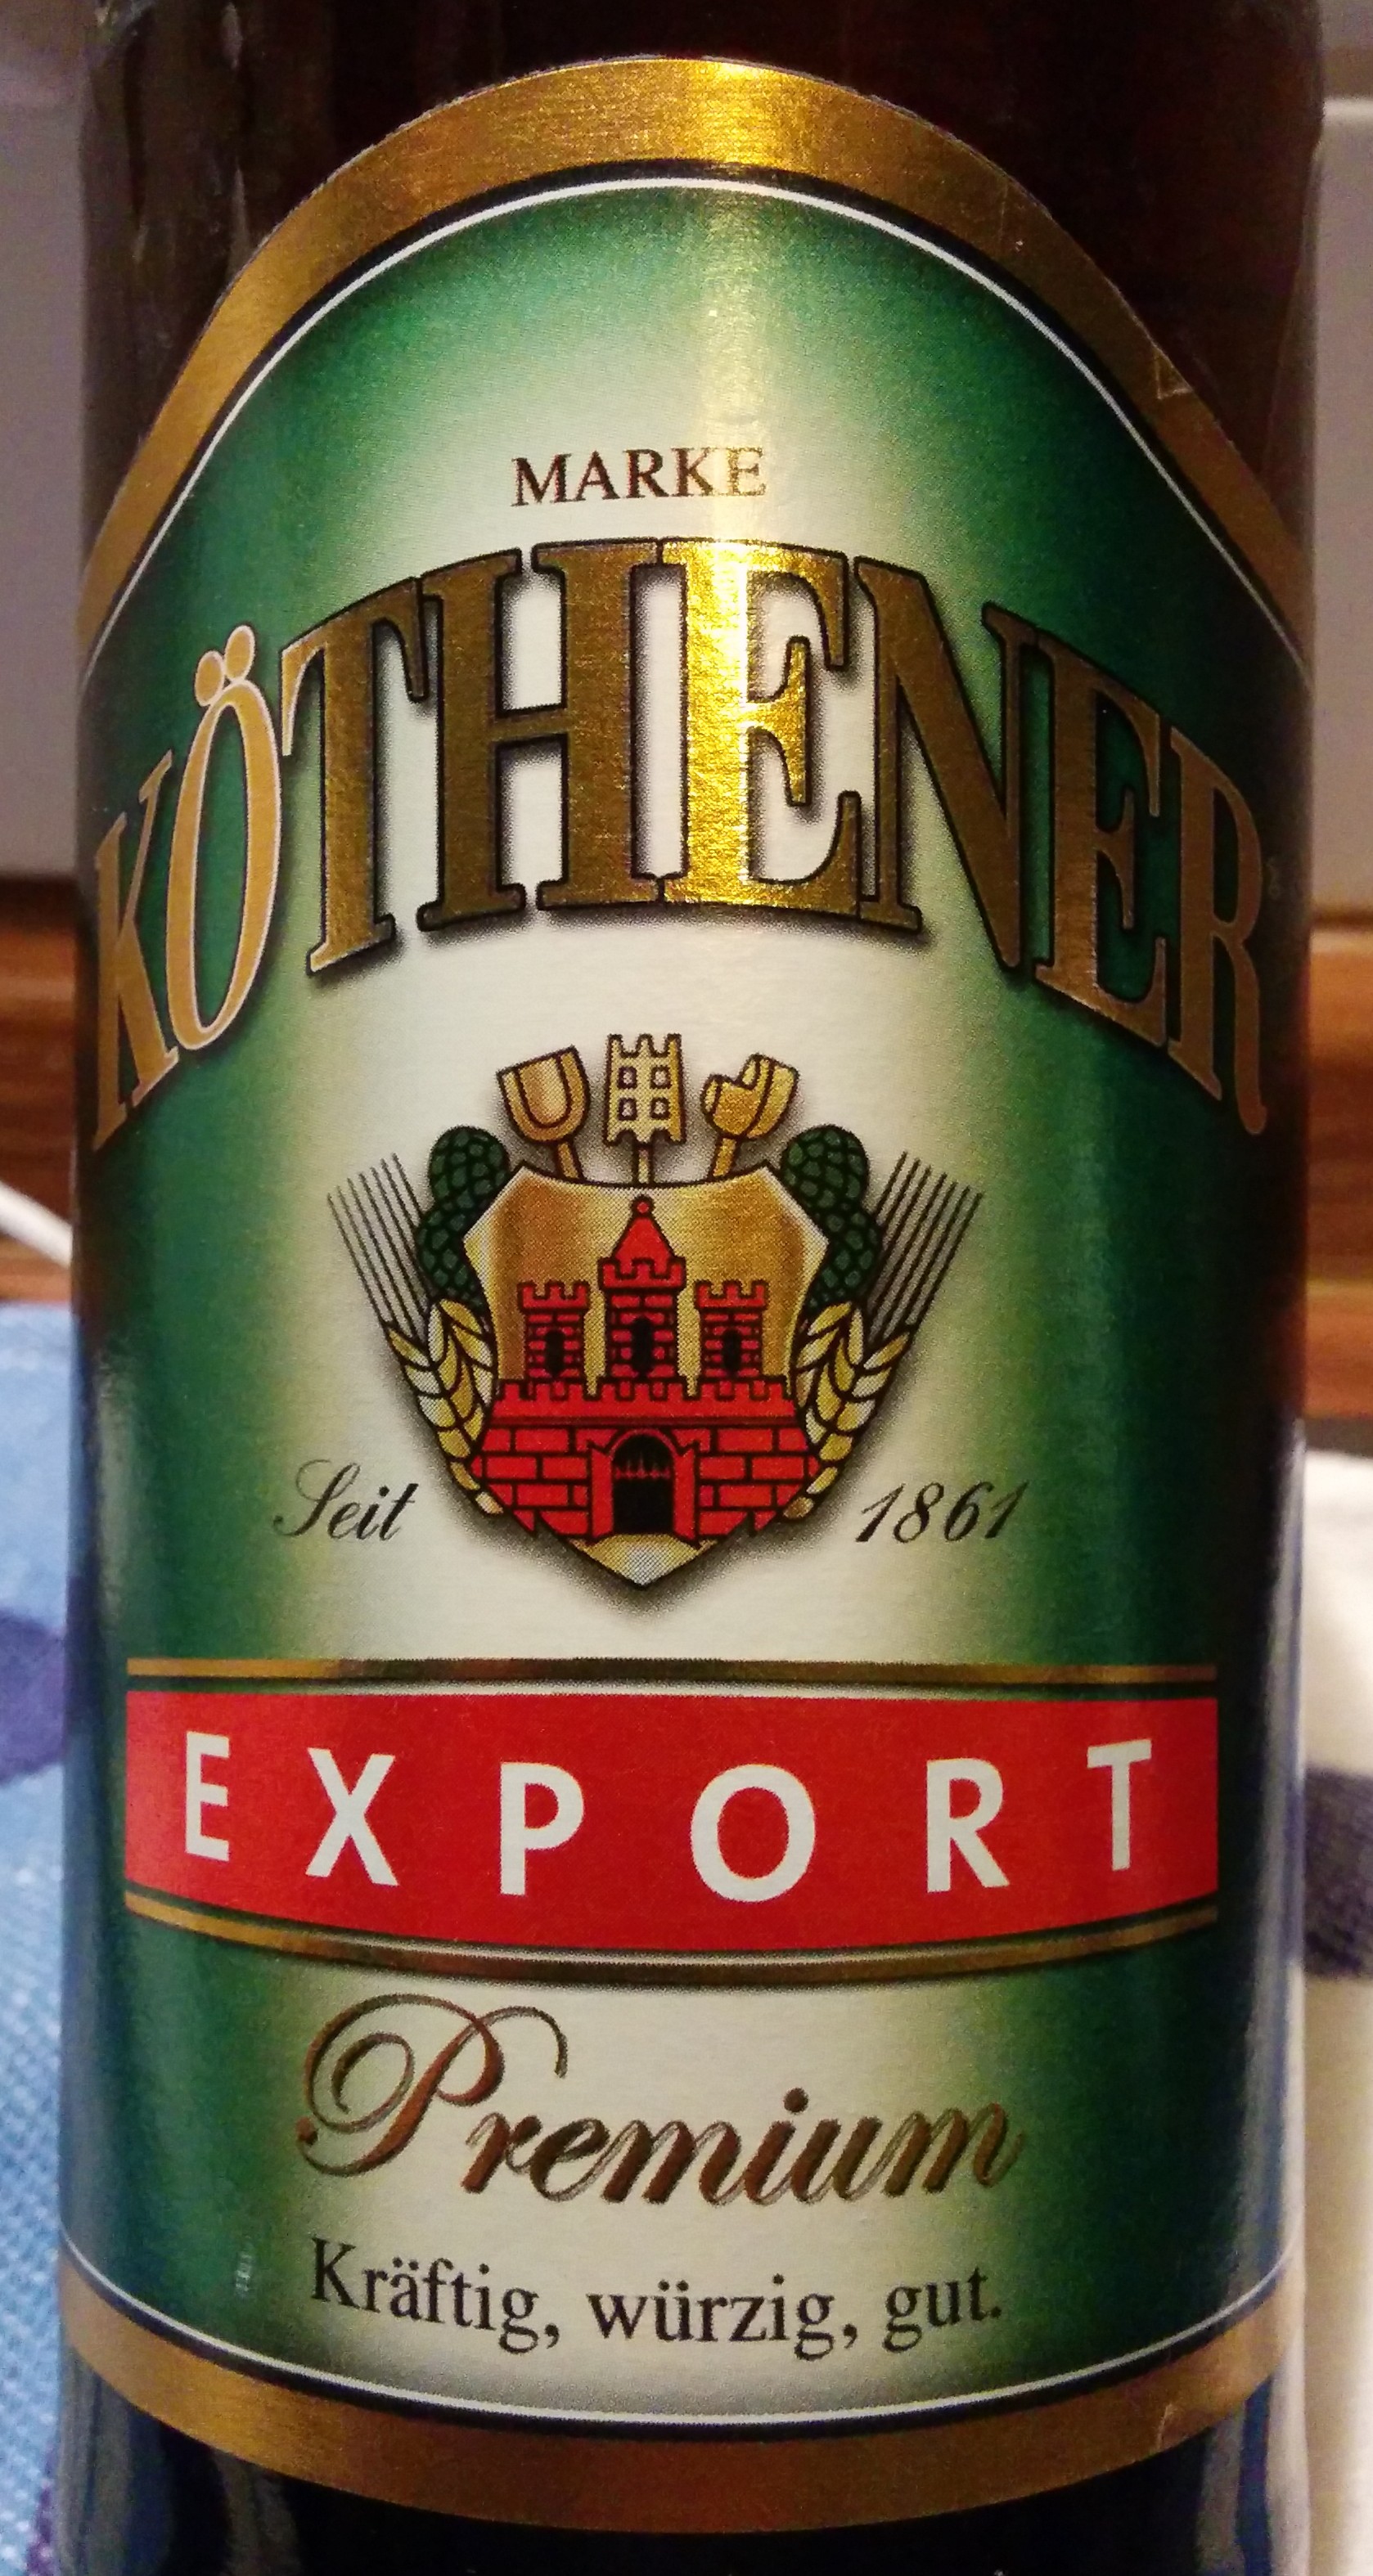 MARKE
KÖTHENER
Seit 1861
EXPORT
Premium
Kräftig, würzig, gut.